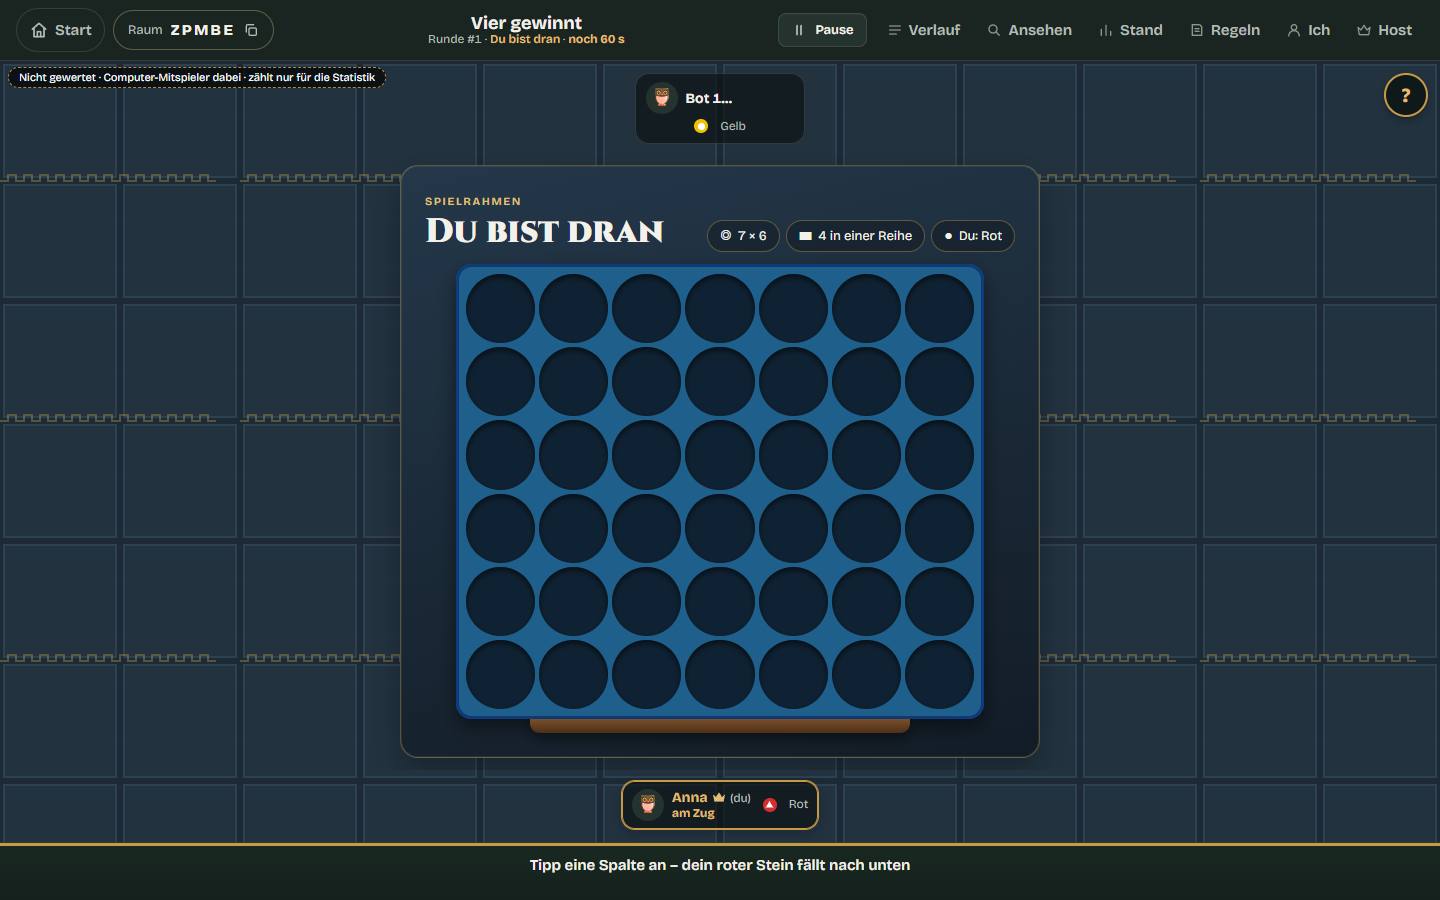 Start
Raum ZPMBE
Vier gewinnt
Runde #1 · Du bist dran · noch 60 s
Pause
Verlauf
Ansehen
Stand
Regeln
Ich
Host
Nicht gewertet · Computer-Mitspieler dabei · zählt nur für die Statistik
Bot 1...
Gelb
?
SPIELRAHMEN
DU BIST DRAN
7 × 6
4 in einer Reihe
Du: Rot
Anna (du)
am Zug
Rot
Tipp eine Spalte an – dein roter Stein fällt nach unten